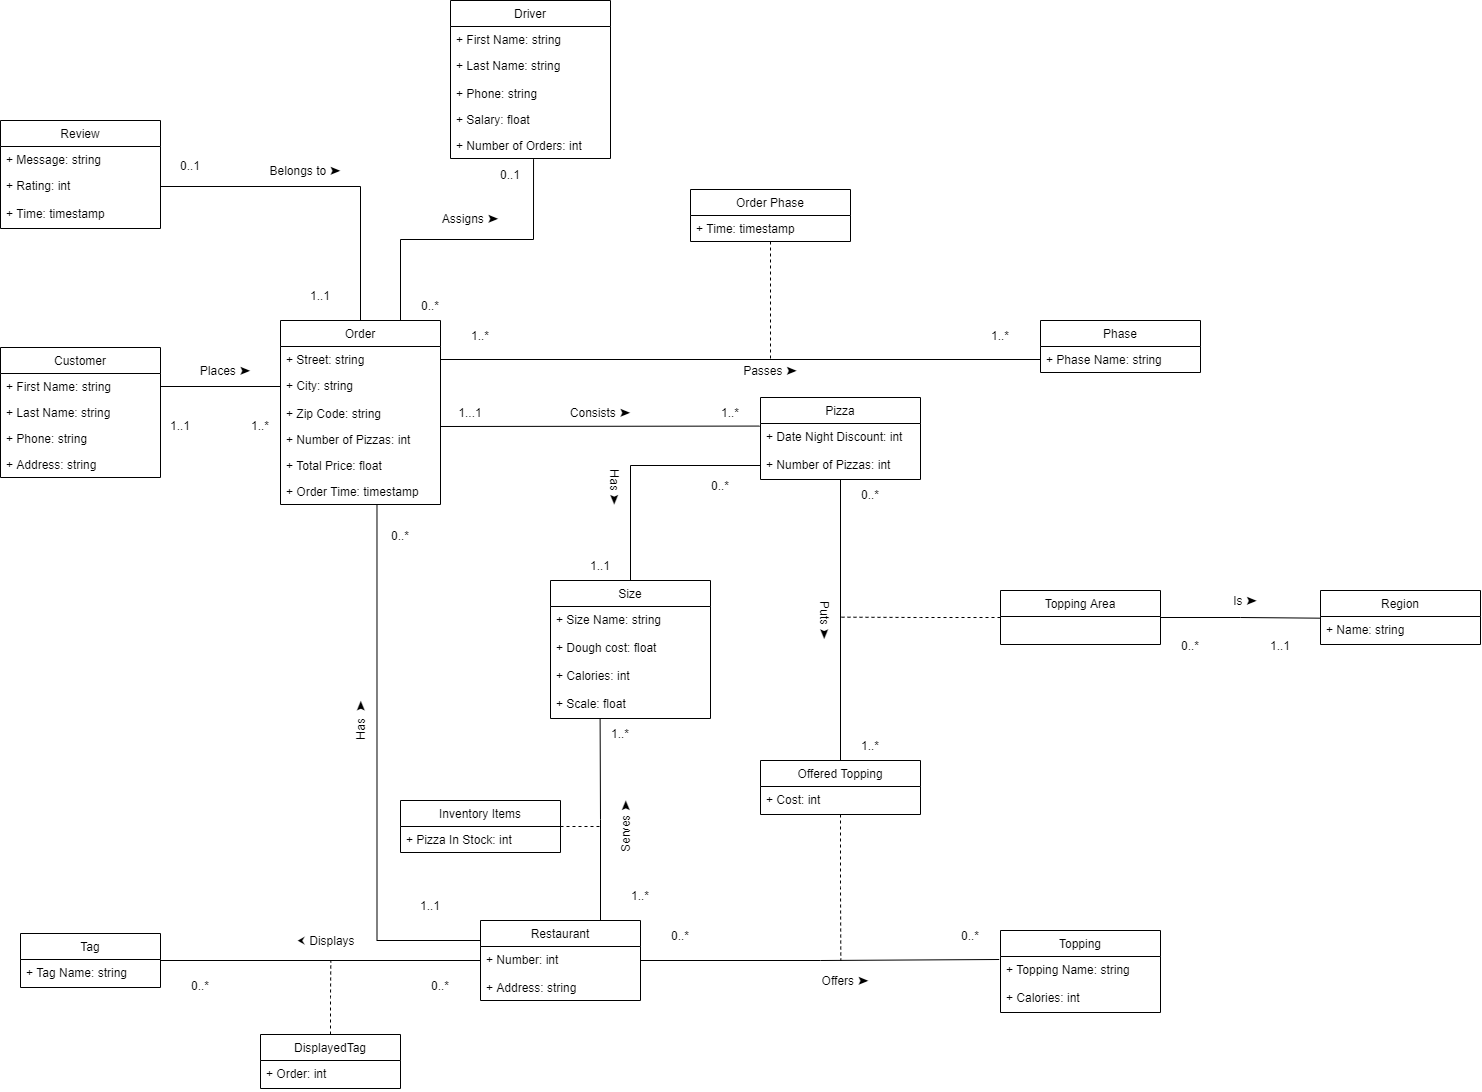 Driver
+ First Name: string
+ Last Name: string
+ Phone: string
+ Salary: float
+ Number of Orders: int
Review
+ Message: string
+ Rating: int
+ Time: timestamp
0..1
Belongs to ➤
0..1
Assigns ➤
Order Phase
+ Time: timestamp
1..1
0..*
Order
+ Street: string
+ City: string
+ Zip Code: string
+ Number of Pizzas: int
+ Total Price: float
+ Order Time: timestamp
1..*
1..*
Passes ➤
Phase
+ Phase Name: string
Customer
+ First Name: string
+ Last Name: string
+ Phone: string
+ Address: string
Places ➤
1..1
1..*
1...1
Consists ➤
1..*
Pizza
+ Date Night Discount: int
+ Number of Pizzas: int
Has ➤
0..*
0..*
0..*
1..1
Size
+ Size Name: string
+ Dough cost: float
+ Calories: int
+ Scale: float
Puts ➤
Topping Area
Is ➤
0..*
1..1
Region
+ Name: string
Has ➤
1..*
1..*
Offered Topping
+ Cost: int
Inventory Items
+ Pizza In Stock: int
Serves ➤
1..*
1..1
Restaurant
+ Number: int
+ Address: string
0..*
0..*
Offers ➤
Topping
+ Topping Name: string
+ Calories: int
Tag
+ Tag Name: string
⮜ Displays
0..*
0..*
DisplayedTag
+ Order: int